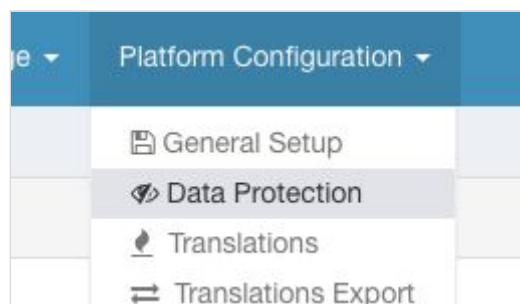 Platform Configuration
General Setup
Data Protection
Translations
Translations Export